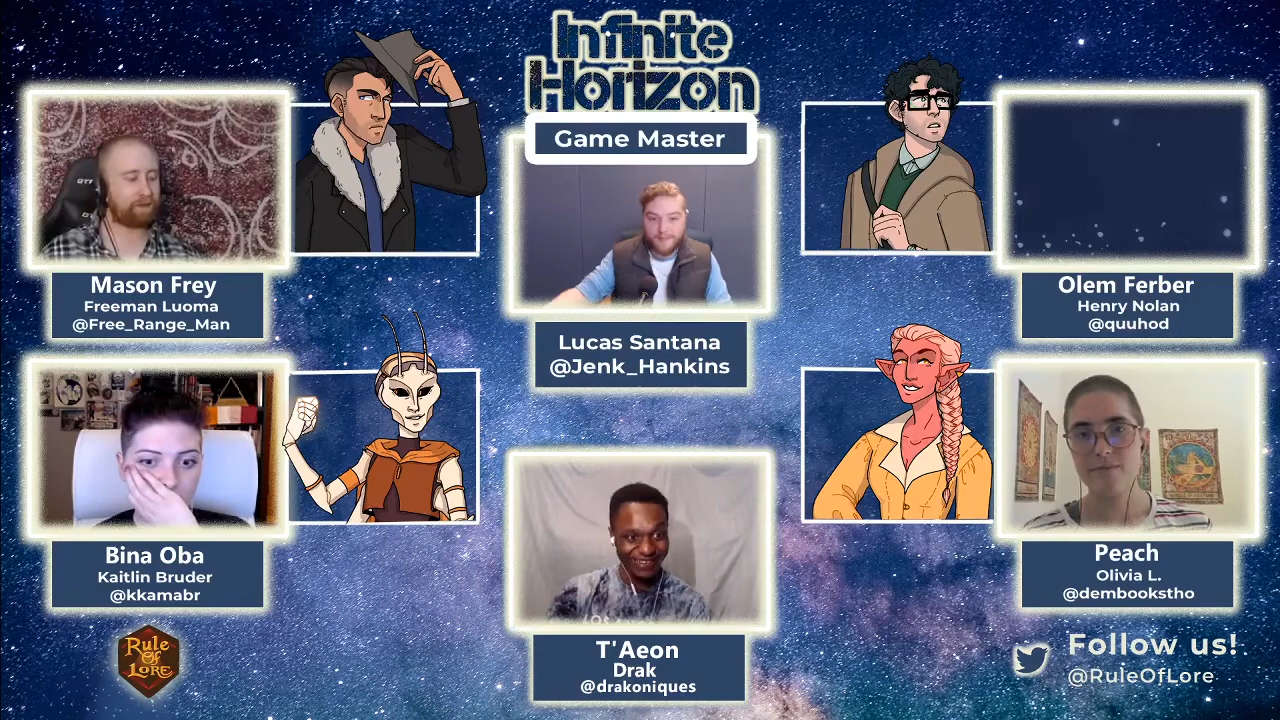 Infinite
Horizon
Game Master
Mason Frey
Freeman Luoma
@Free_Range_Man
Lucas Santana
@Jenk_Hankins
Olem Ferber
Henry Nolan
@quuhod
Bina Oba
Kaitlin Bruder
@kkamabr
T'Aeon
Drak
@drakoniques
Peach
Olivia L.
@dembookstho
Rule
Of
Lore
Follow us!
@RuleOfLore